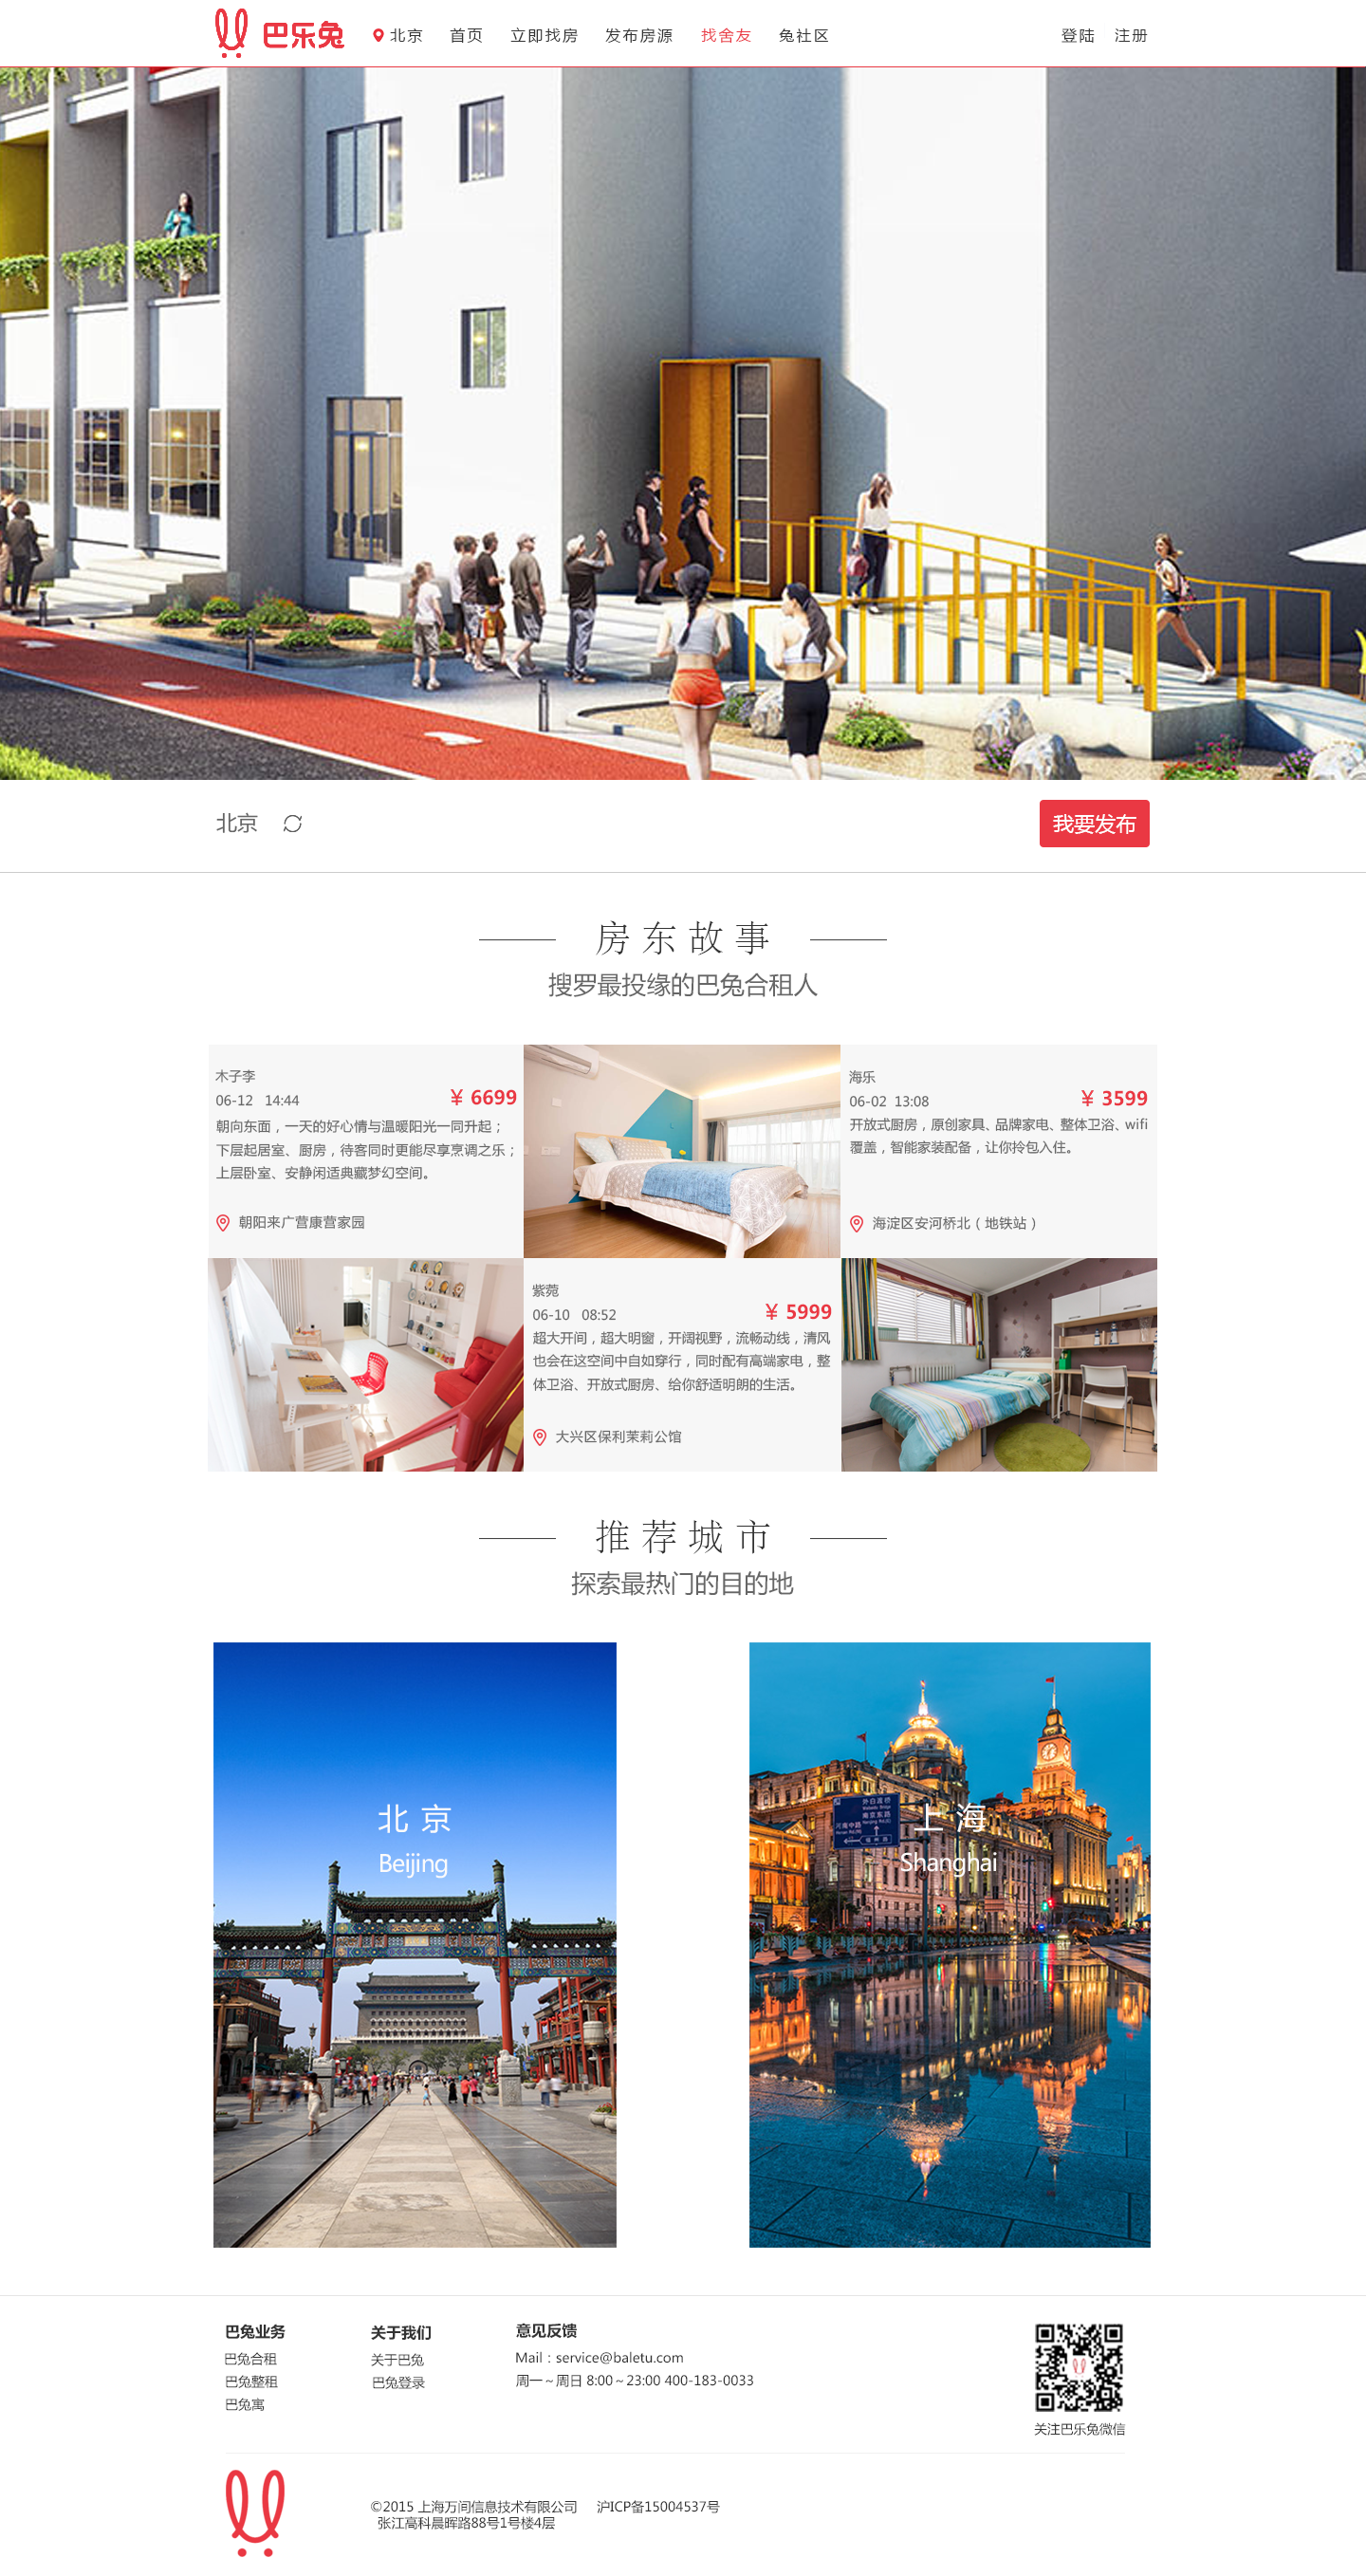 巴乐兔
北京 首页 立即找房 发布房源 找舍友 兔社区 登陆 注册
北京
我要发布
房东故事
搜罗最投缘的巴兔合租人
木子李
06-12 14:44 ¥ 6699
朝向东面，一天的好心情与温暖阳光一同升起；
下层起居室、厨房，待客同时更能尽享烹调之乐；
上层卧室、安静闲适典藏梦幻空间。
朝阳来广营康营家园
海乐
06-02 13:08 ¥ 3599
开放式厨房，原创家具、品牌家电、整体卫浴、wifi
覆盖，智能家装配备，让你拎包入住。
海淀区安河桥北（地铁站）
紫菀
06-10 08:52 ¥ 5999
超大开间，超大明窗，开阔视野，流畅动线，清风
也会在这空间中自如穿行，同时配有高端家电，整
体卫浴、开放式厨房、给你舒适明朗的生活。
大兴区保利茉莉公馆
推荐城市
探索最热门的目的地
北京
Beijing
上海
Shanghai
外白渡桥
南京东路
河南中路
福州路
巴兔业务
巴兔合租
巴兔整租
巴兔寓
关于我们
关于巴兔
巴兔登录
意见反馈
Mail：service@baletu.com
周一～周日 8:00～23:00 400-183-0033
关注巴乐兔微信
©2015 上海万间信息技术有限公司 沪ICP备15004537号
张江高科晨晖路88号1号楼4层